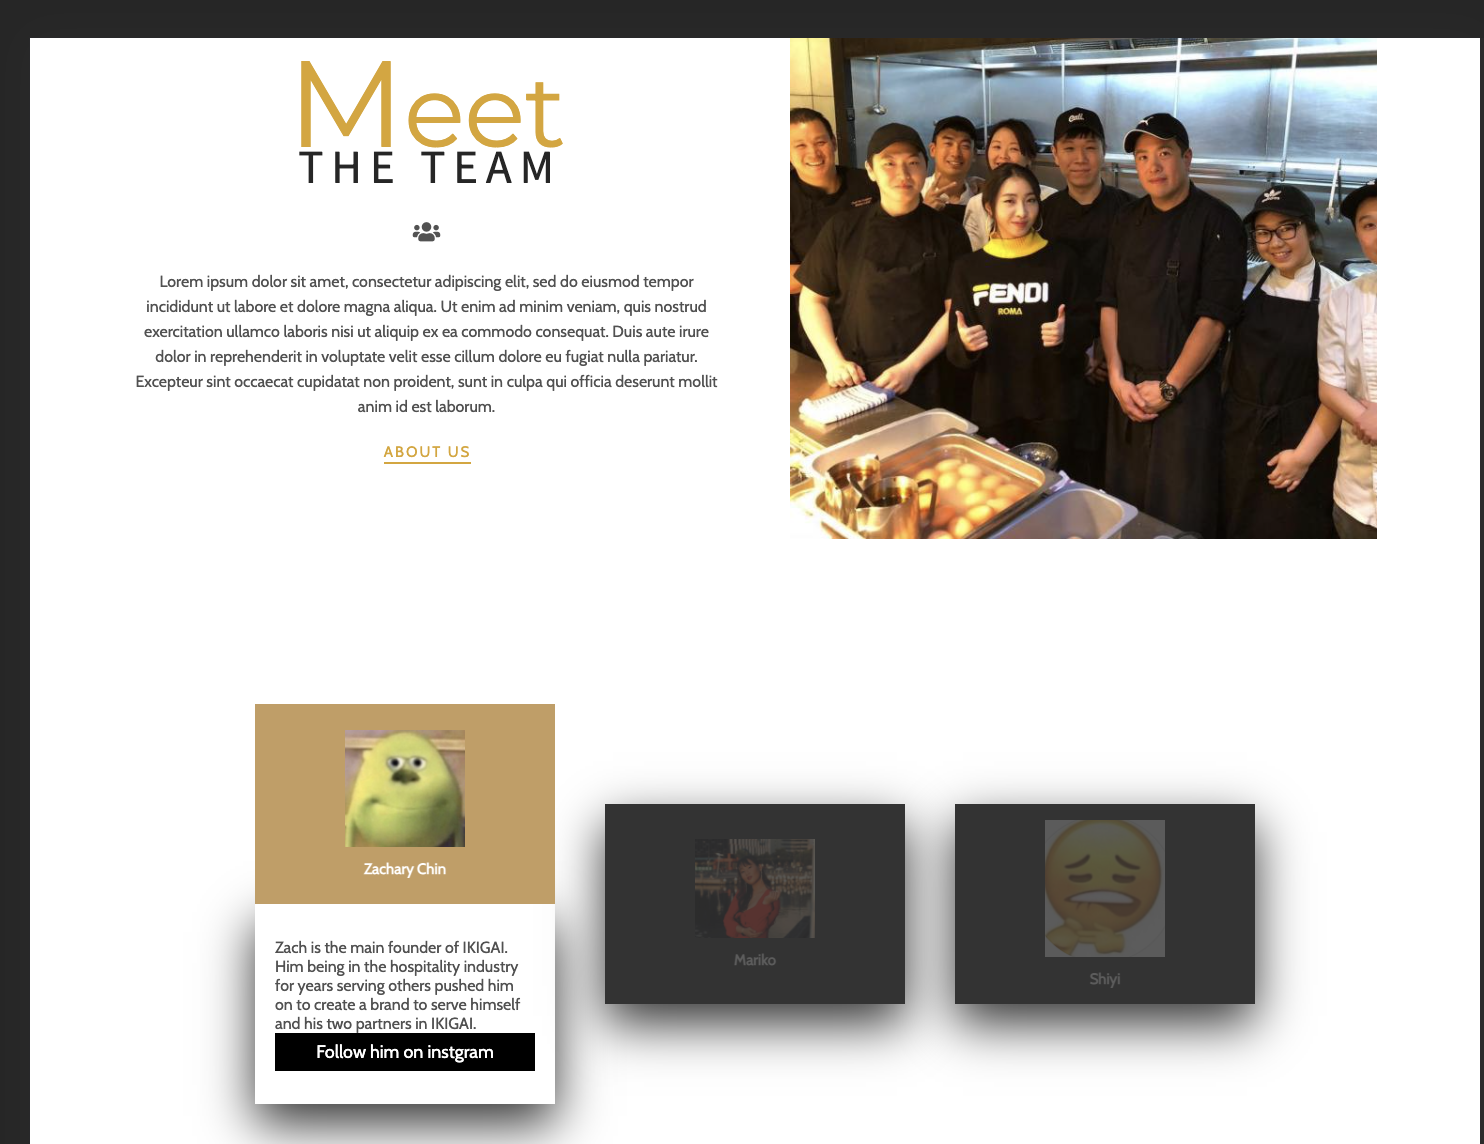 Meet
THE TEAM
Lorem ipsum dolor sit amet, consectetur adipiscing elit, sed do eiusmod tempor
incididunt ut labore et dolore magna aliqua. Ut enim ad minim veniam, quis nostrud
exercitation ullamco laboris nisi ut aliquip ex ea commodo consequat. Duis aute irure
dolor in reprehenderit in voluptate velit esse cillum dolore eu fugiat nulla pariatur.
Excepteur sint occaecat cupidatat non proident, sunt in culpa qui officia deserunt mollit
anim id est laborum.
ABOUT US
FENDI
ROMA
Zachary Chin
Zach is the main founder of IKIGAI.
Him being in the hospitality industry
for years serving others pushed him
on to create a brand to serve himself
and his two partners in IKIGAI.
Follow him on instgram
Mariko
Shiyi